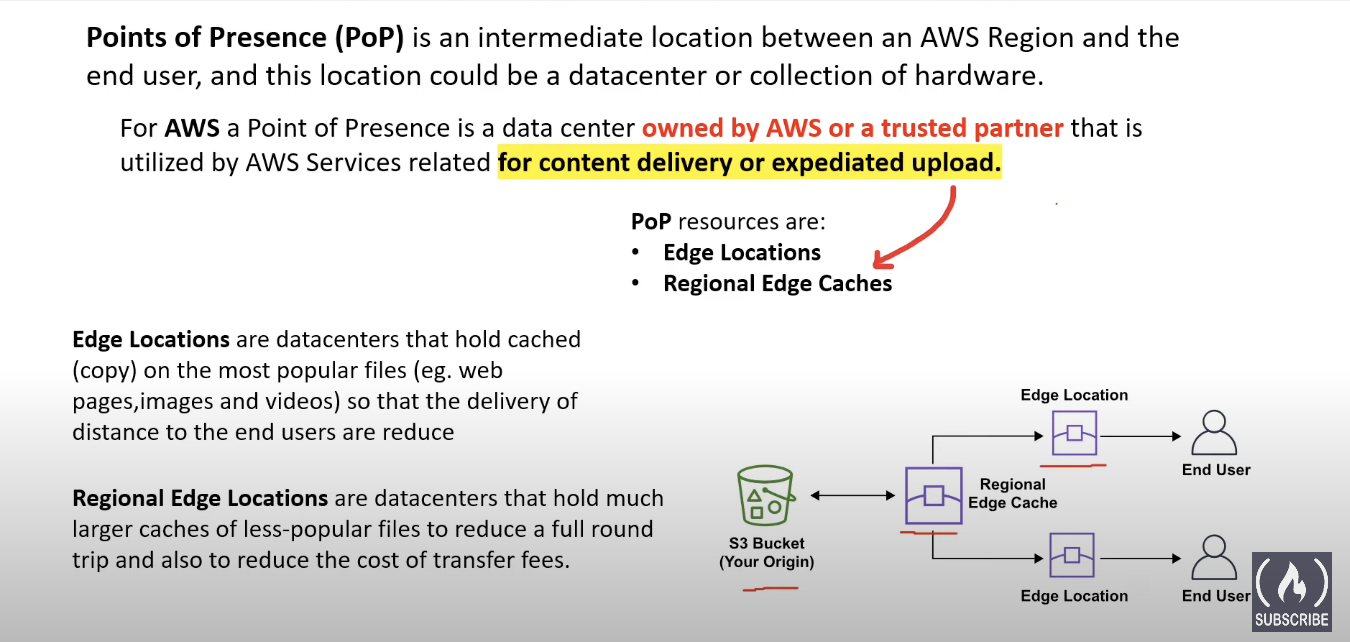 Points of Presence (PoP) is an intermediate location between an AWS Region and the
end user, and this location could be a datacenter or collection of hardware.
For AWS a Point of Presence is a data center owned by AWS or a trusted partner that is
utilized by AWS Services related for content delivery or expediated upload.
PoP resources are:
• Edge Locations
• Regional Edge Caches
Edge Locations are datacenters that hold cached
(copy) on the most popular files (eg. web
pages,images and videos) so that the delivery of
distance to the end users are reduce
Regional Edge Locations are datacenters that hold much
larger caches of less-popular files to reduce a full round
trip and also to reduce the cost of transfer fees.
Edge Location
End User
Regional
Edge Cache
S3 Bucket
(Your Origin)
Edge Location
End User
SUBSCRIBE